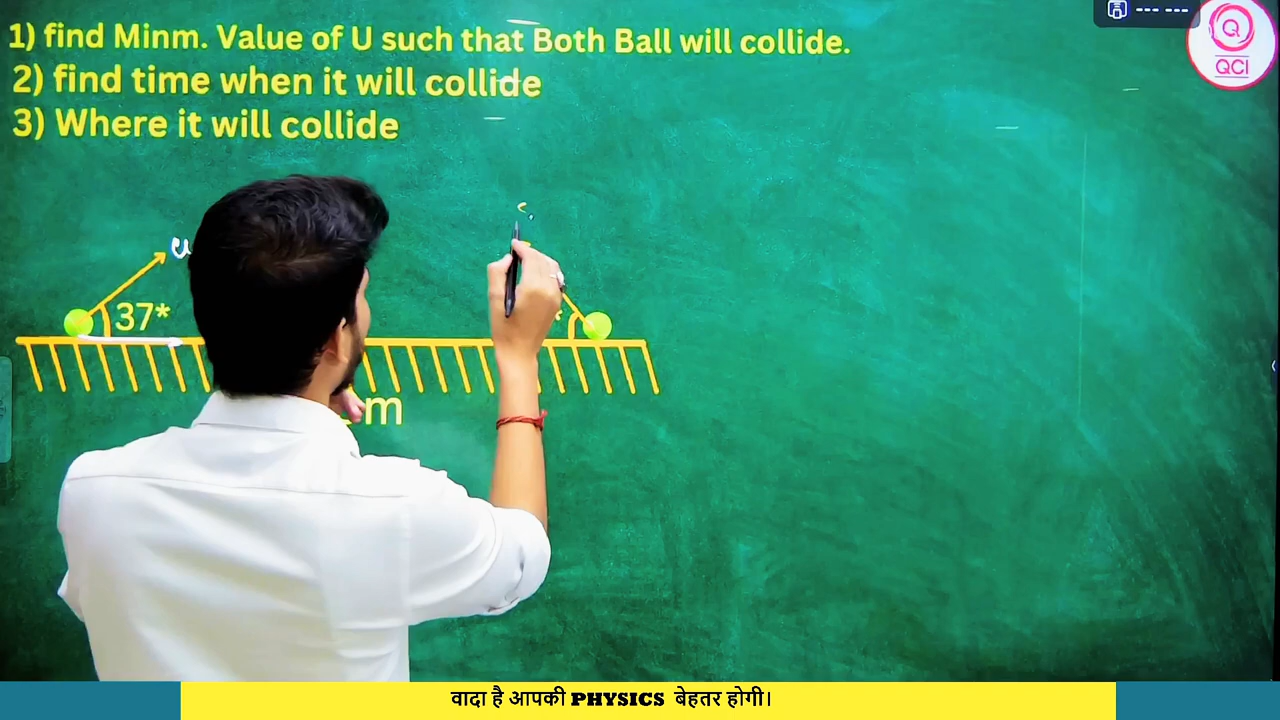 1) find Minm. Value of U such that Both Ball will collide.
2) find time when it will collide
3) Where it will collide
QCI
u
37*
m
वादा है आपकी PHYSICS बेहतर होगी।